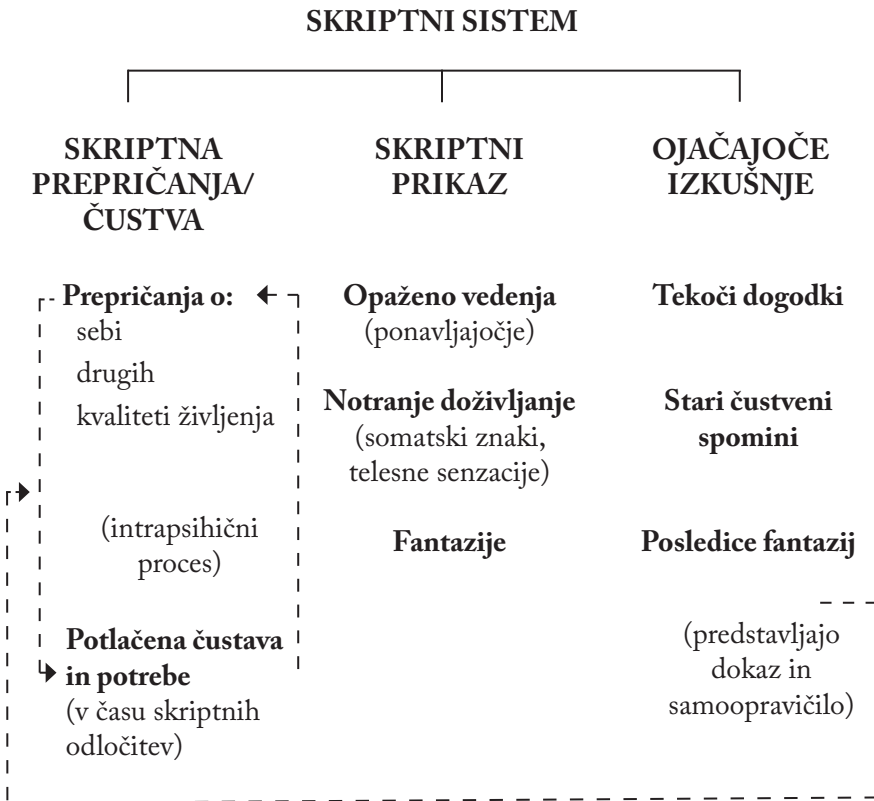 SKRIPTNI SISTEM
SKRIPTNA
PREPRIČANJA/
ČUSTVA
Prepričanja o:
sebi
drugih
kvaliteti življenja
(intrapsihični
proces)
Potlačena čustava
in potrebe
(v času skriptnih
odločitev)
SKRIPTNI
PRIKAZ
Opaženo vedenja
(ponavljajočje)
Notranje doživljanje
(somatski znaki,
telesne senzacije)
Fantazije
OJAČAJOČE
IZKUŠNJE
Tekoči dogodki
Stari čustveni
spomini
Posledice fantazij
(predstavljajo
dokaz in
samoopravičilo)